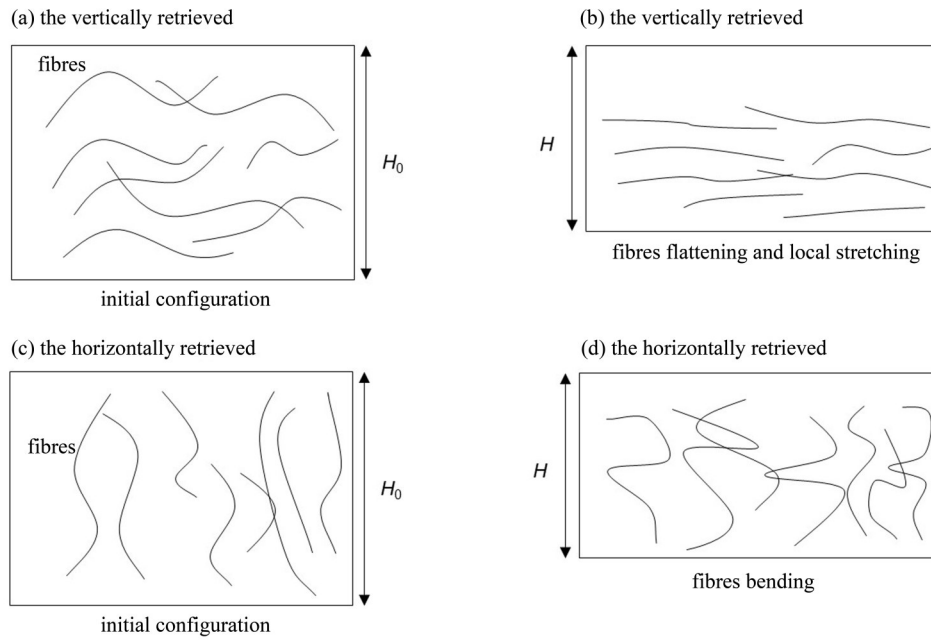 (a) the vertically retrieved
fibres
H₀
initial configuration
(b) the vertically retrieved
H
fibres flattening and local stretching
(c) the horizontally retrieved
fibres
H₀
initial configuration
(d) the horizontally retrieved
H
fibres bending